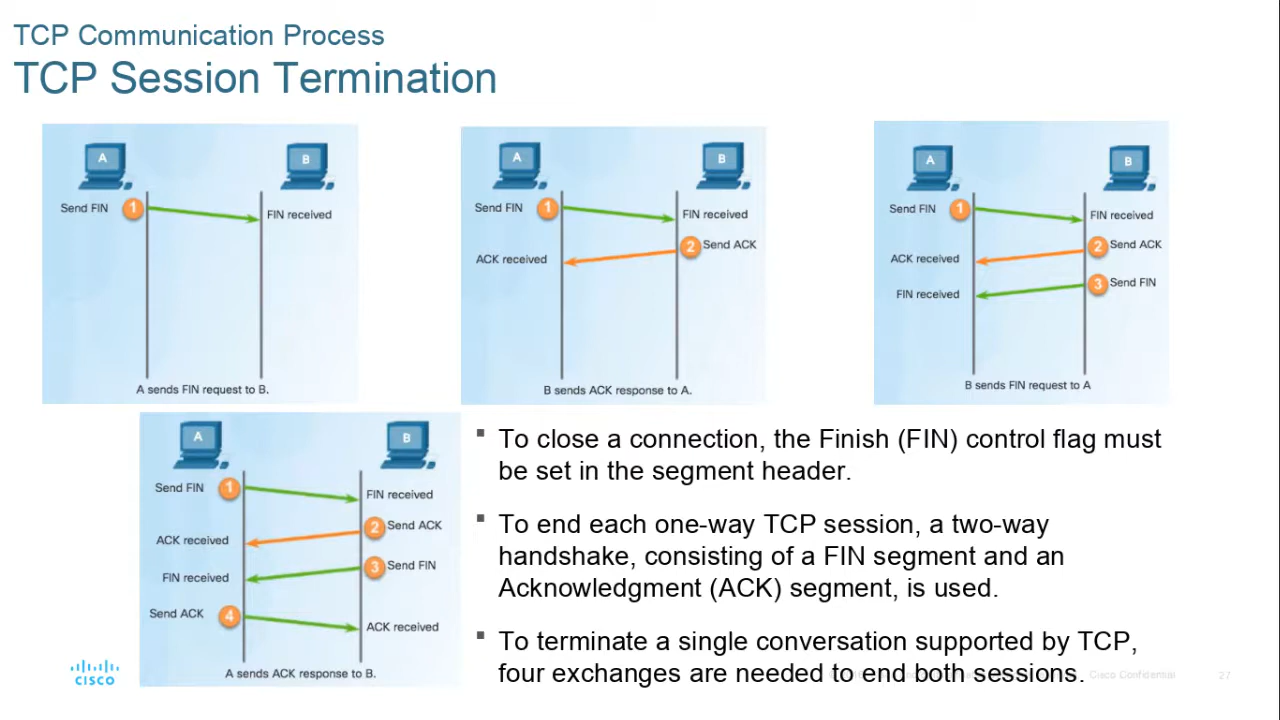 TCP Communication Process
TCP Session Termination
A
B
Send FIN
1
FIN received
A sends FIN request to B.
A
B
Send FIN
1
FIN received
2
Send ACK
ACK received
B sends ACK response to A.
A
B
Send FIN
1
FIN received
2
Send ACK
ACK received
3
Send FIN
FIN received
B sends FIN request to A
A
B
Send FIN
1
FIN received
2
Send ACK
ACK received
3
Send FIN
FIN received
Send ACK
4
ACK received
A sends ACK response to B.
To close a connection, the Finish (FIN) control flag must
be set in the segment header.
To end each one-way TCP session, a two-way
handshake, consisting of a FIN segment and an
Acknowledgment (ACK) segment, is used.
To terminate a single conversation supported by TCP,
four exchanges are needed to end both sessions.
CISCO
Cisco Confidential
27